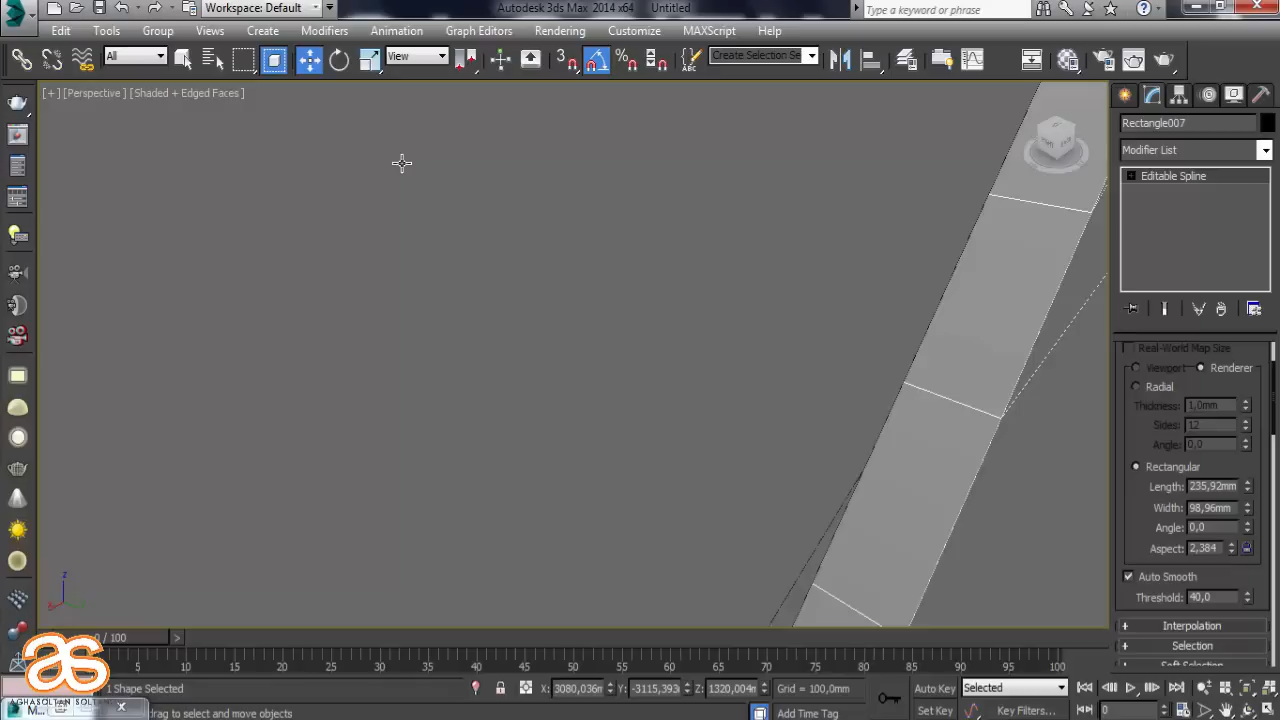 Workspace: Default
Autodesk 3ds Max 2014 x64
Untitled
Type a keyword or phrase
Edit
Tools
Group
Views
Create
Modifiers
Animation
Graph Editors
Rendering
Customize
MAXScript
Help
All
View
3
Create Selection Se
[+] [Perspective ] [Shaded + Edged Faces ]
Rectangle007
Modifier List
Editable Spline
Real-World Map Size
Viewport
Renderer
Radial
Thickness: 1,0mm
Sides: 12
Angle: 0,0
Rectangular
Length: 235,92mm
Width: 98,96mm
Angle: 0,0
Aspect: 2,384
Auto Smooth
Threshold: 40,0
Interpolation
Selection
z
0 / 100
5 10 15 20 25 30 35 40 45 50 55 60 65 70 75 80 85 90 95 100
1 Shape Selected
X: 3080,036m
Y: -3115,393
Z: 1320,004m
Grid = 100,0mm
Auto Key
Selected
as
AGHASOLTAN SOLTANI
M...
drag to select and move objects
Add Time Tag
Set Key
Key Filters...
0